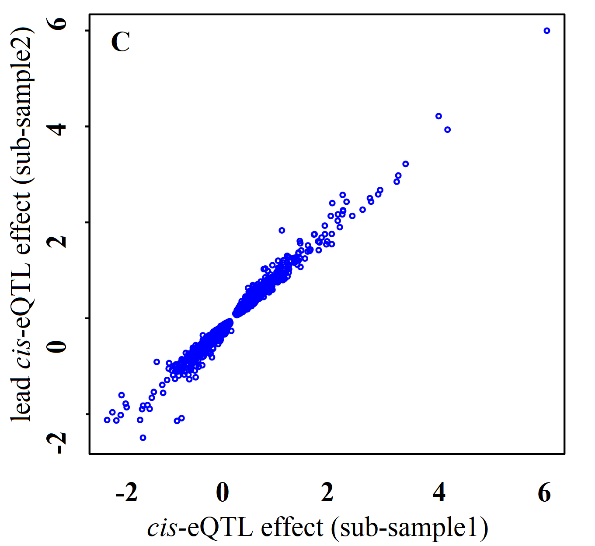 C
lead cis-eQTL effect (sub-sample2)
6
4
2
0
-2
-2 0 2 4 6
cis-eQTL effect (sub-sample1)